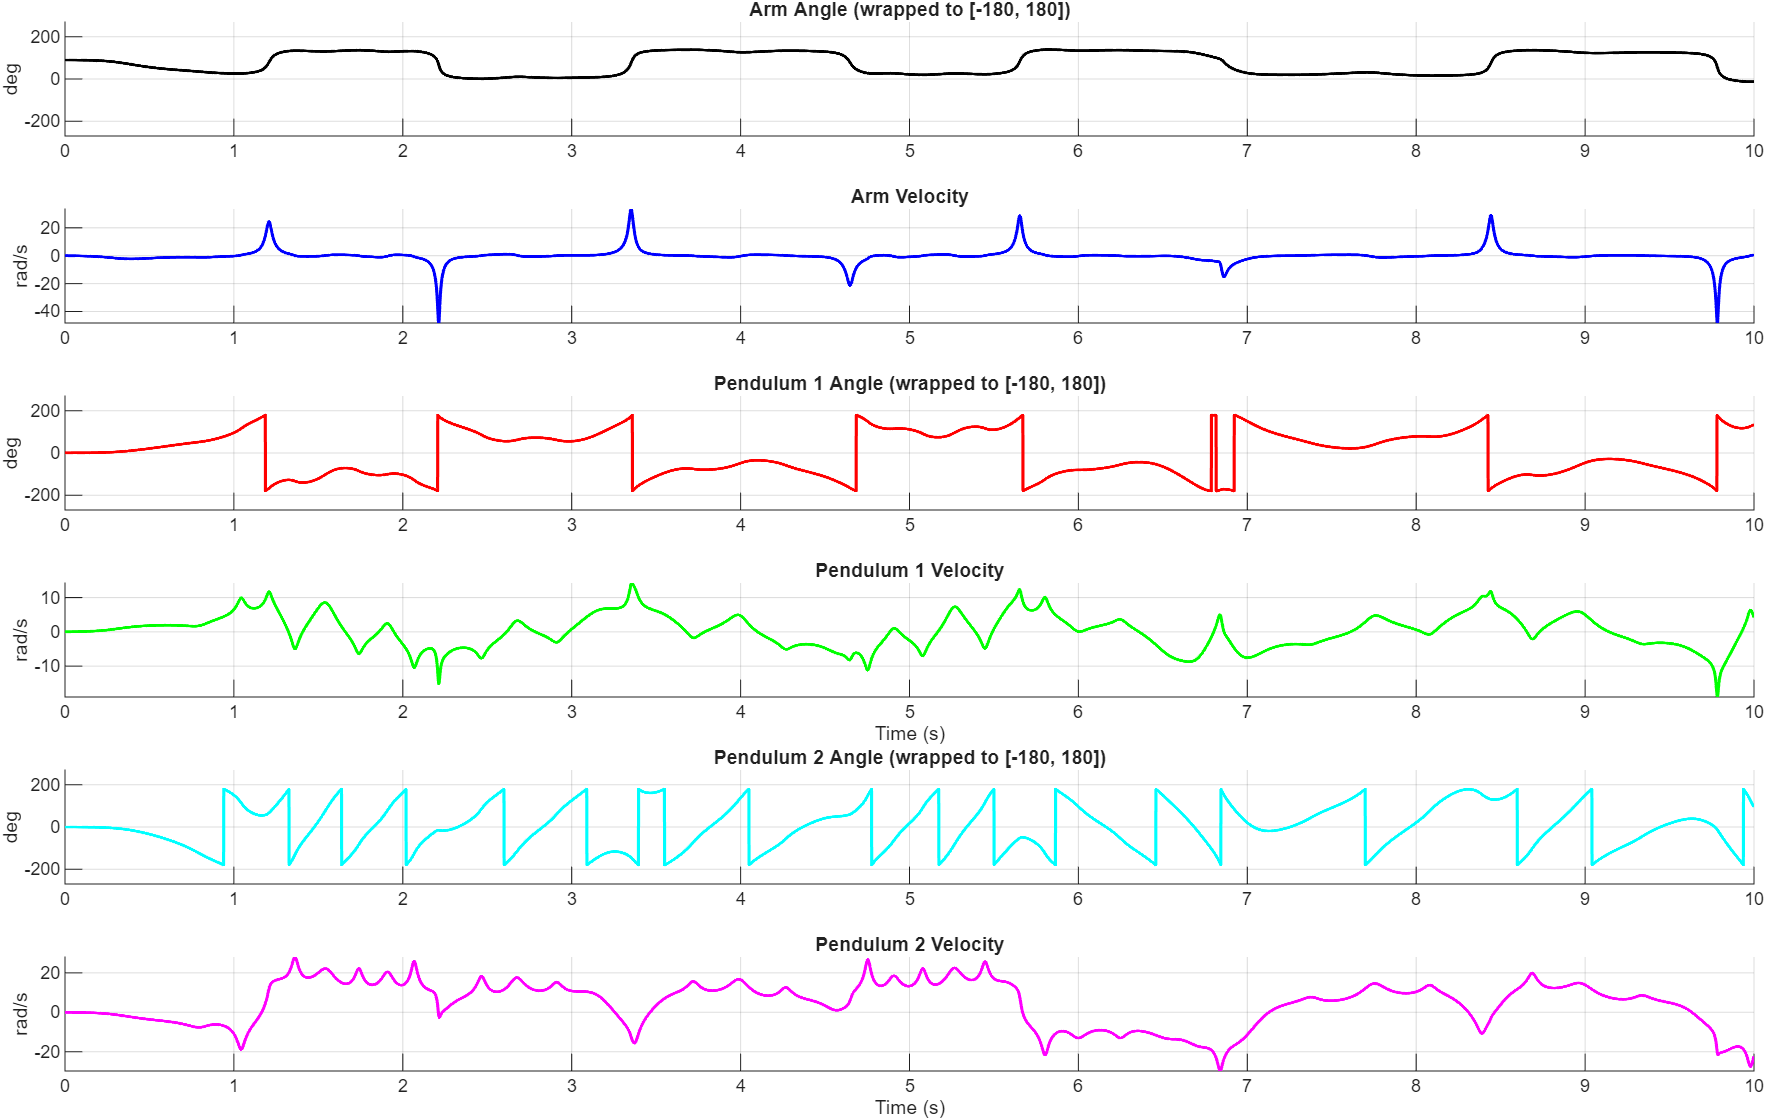 Arm Angle (wrapped to [-180, 180])
200
0
-200
deg
0 1 2 3 4 5 6 7 8 9 10
Arm Velocity
20
0
-20
-40
rad/s
0 1 2 3 4 5 6 7 8 9 10
Pendulum 1 Angle (wrapped to [-180, 180])
200
0
-200
deg
0 1 2 3 4 5 6 7 8 9 10
Pendulum 1 Velocity
10
0
-10
rad/s
0 1 2 3 4 5 6 7 8 9 10
Time (s)
Pendulum 2 Angle (wrapped to [-180, 180])
200
0
-200
deg
0 1 2 3 4 5 6 7 8 9 10
Pendulum 2 Velocity
20
0
-20
rad/s
0 1 2 3 4 5 6 7 8 9 10
Time (s)